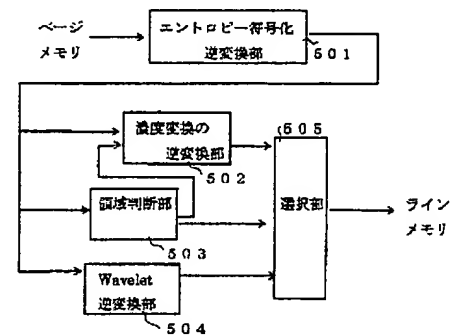 ページ
メモリ
エントロピー符号化
逆変換部
501
濃度変換の
逆変換部
502
505
領域判断部
503
選択部
ライン
メモリ
Wavelet
逆変換部
504